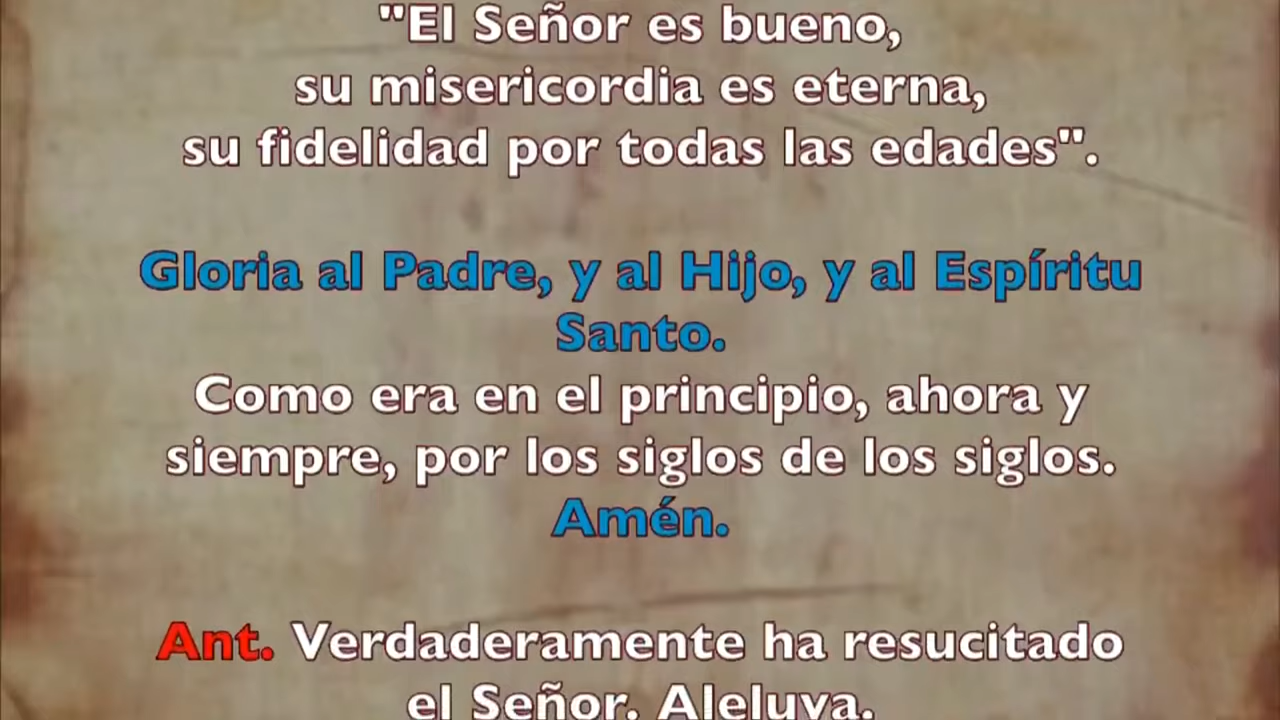 "El Señor es bueno,
su misericordia es eterna,
su fidelidad por todas las edades".
Gloria al Padre, y al Hijo, y al Espíritu
Santo.
Como era en el principio, ahora y
siempre, por los siglos de los siglos.
Amén.
Ant. Verdaderamente ha resucitado
el Señor. Aleluya.